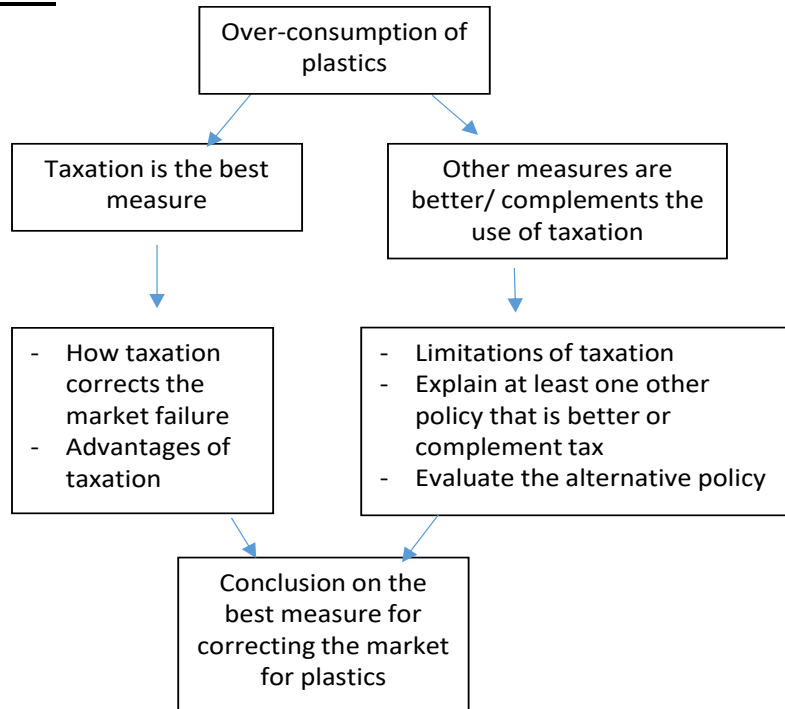 Over-consumption of
plastics
Taxation is the best
measure
Other measures are
better/ complements the
use of taxation
- How taxation
corrects the
market failure
- Advantages of
taxation
- Limitations of taxation
- Explain at least one other
policy that is better or
complement tax
- Evaluate the alternative policy
Conclusion on the
best measure for
correcting the market
for plastics